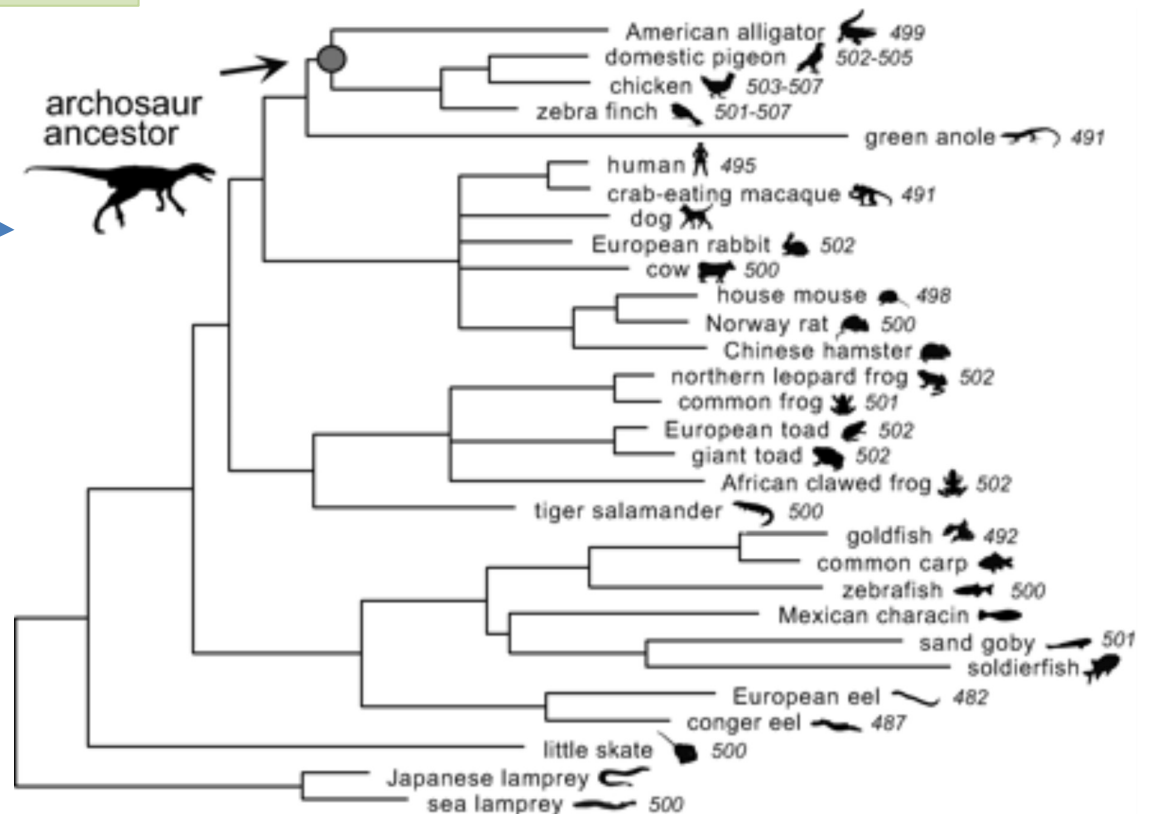 American alligator 499
domestic pigeon 502-505
chicken 503-507
archosaur
ancestor
zebra finch 501-507
green anole 491
human 495
crab-eating macaque 491
dog
European rabbit 502
cow 500
house mouse 498
Norway rat 500
Chinese hamster
northern leopard frog 502
common frog 501
European toad 502
giant toad 502
African clawed frog 502
tiger salamander 500
goldfish 492
common carp
zebrafish 500
Mexican characin
sand goby 501
soldierfish
European eel 482
conger eel 487
little skate 500
Japanese lamprey
sea lamprey 500